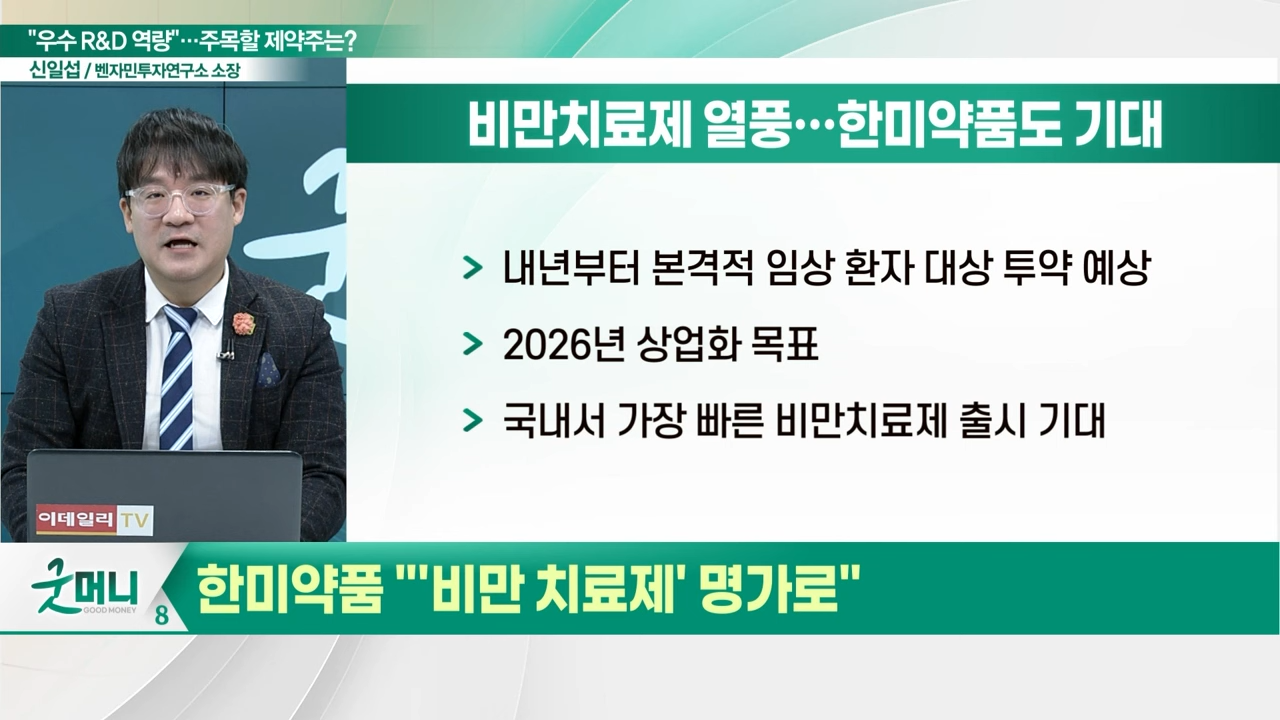 "우수 R&D 역량"…주목할 제약주는?
신일섭 / 벤자민투자연구소 소장
비만치료제 열풍…한미약품도 기대
> 내년부터 본격적 임상 환자 대상 투약 예상
> 2026년 상업화 목표
> 국내서 가장 빠른 비만치료제 출시 기대
이데일리TV
굿머니
GOOD MONEY
8
한미약품 "'비만 치료제' 명가로"